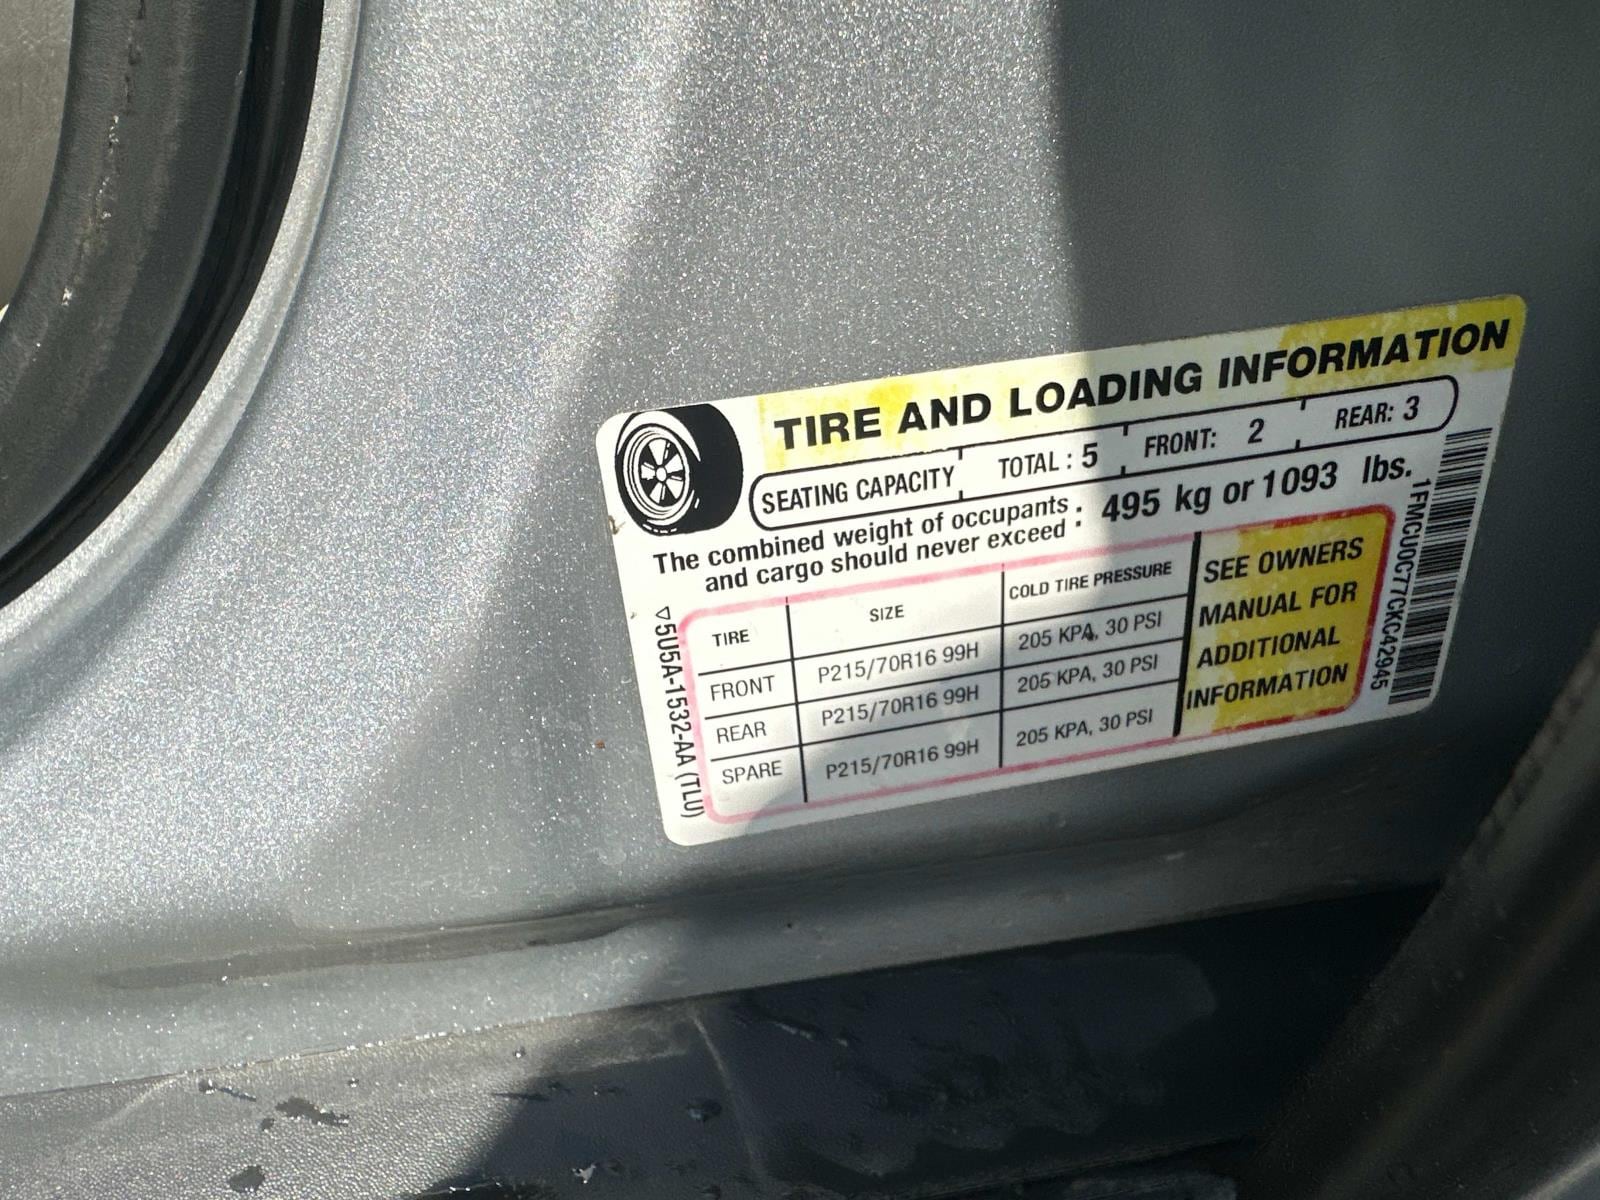 TIRE AND LOADING INFORMATION
SEATING CAPACITY TOTAL : 5 FRONT: 2 REAR: 3
The combined weight of occupants : 495 kg or 1093 lbs.
and cargo should never exceed :
TIRE SIZE COLD TIRE PRESSURE
FRONT P215/70R16 99H 205 KPA, 30 PSI
REAR P215/70R16 99H 205 KPA, 30 PSI
SPARE P215/70R16 99H 205 KPA, 30 PSI
SEE OWNERS
MANUAL FOR
ADDITIONAL
INFORMATION
5U5A-1532-AA (TLU)
1FMCU0C77CKC42945